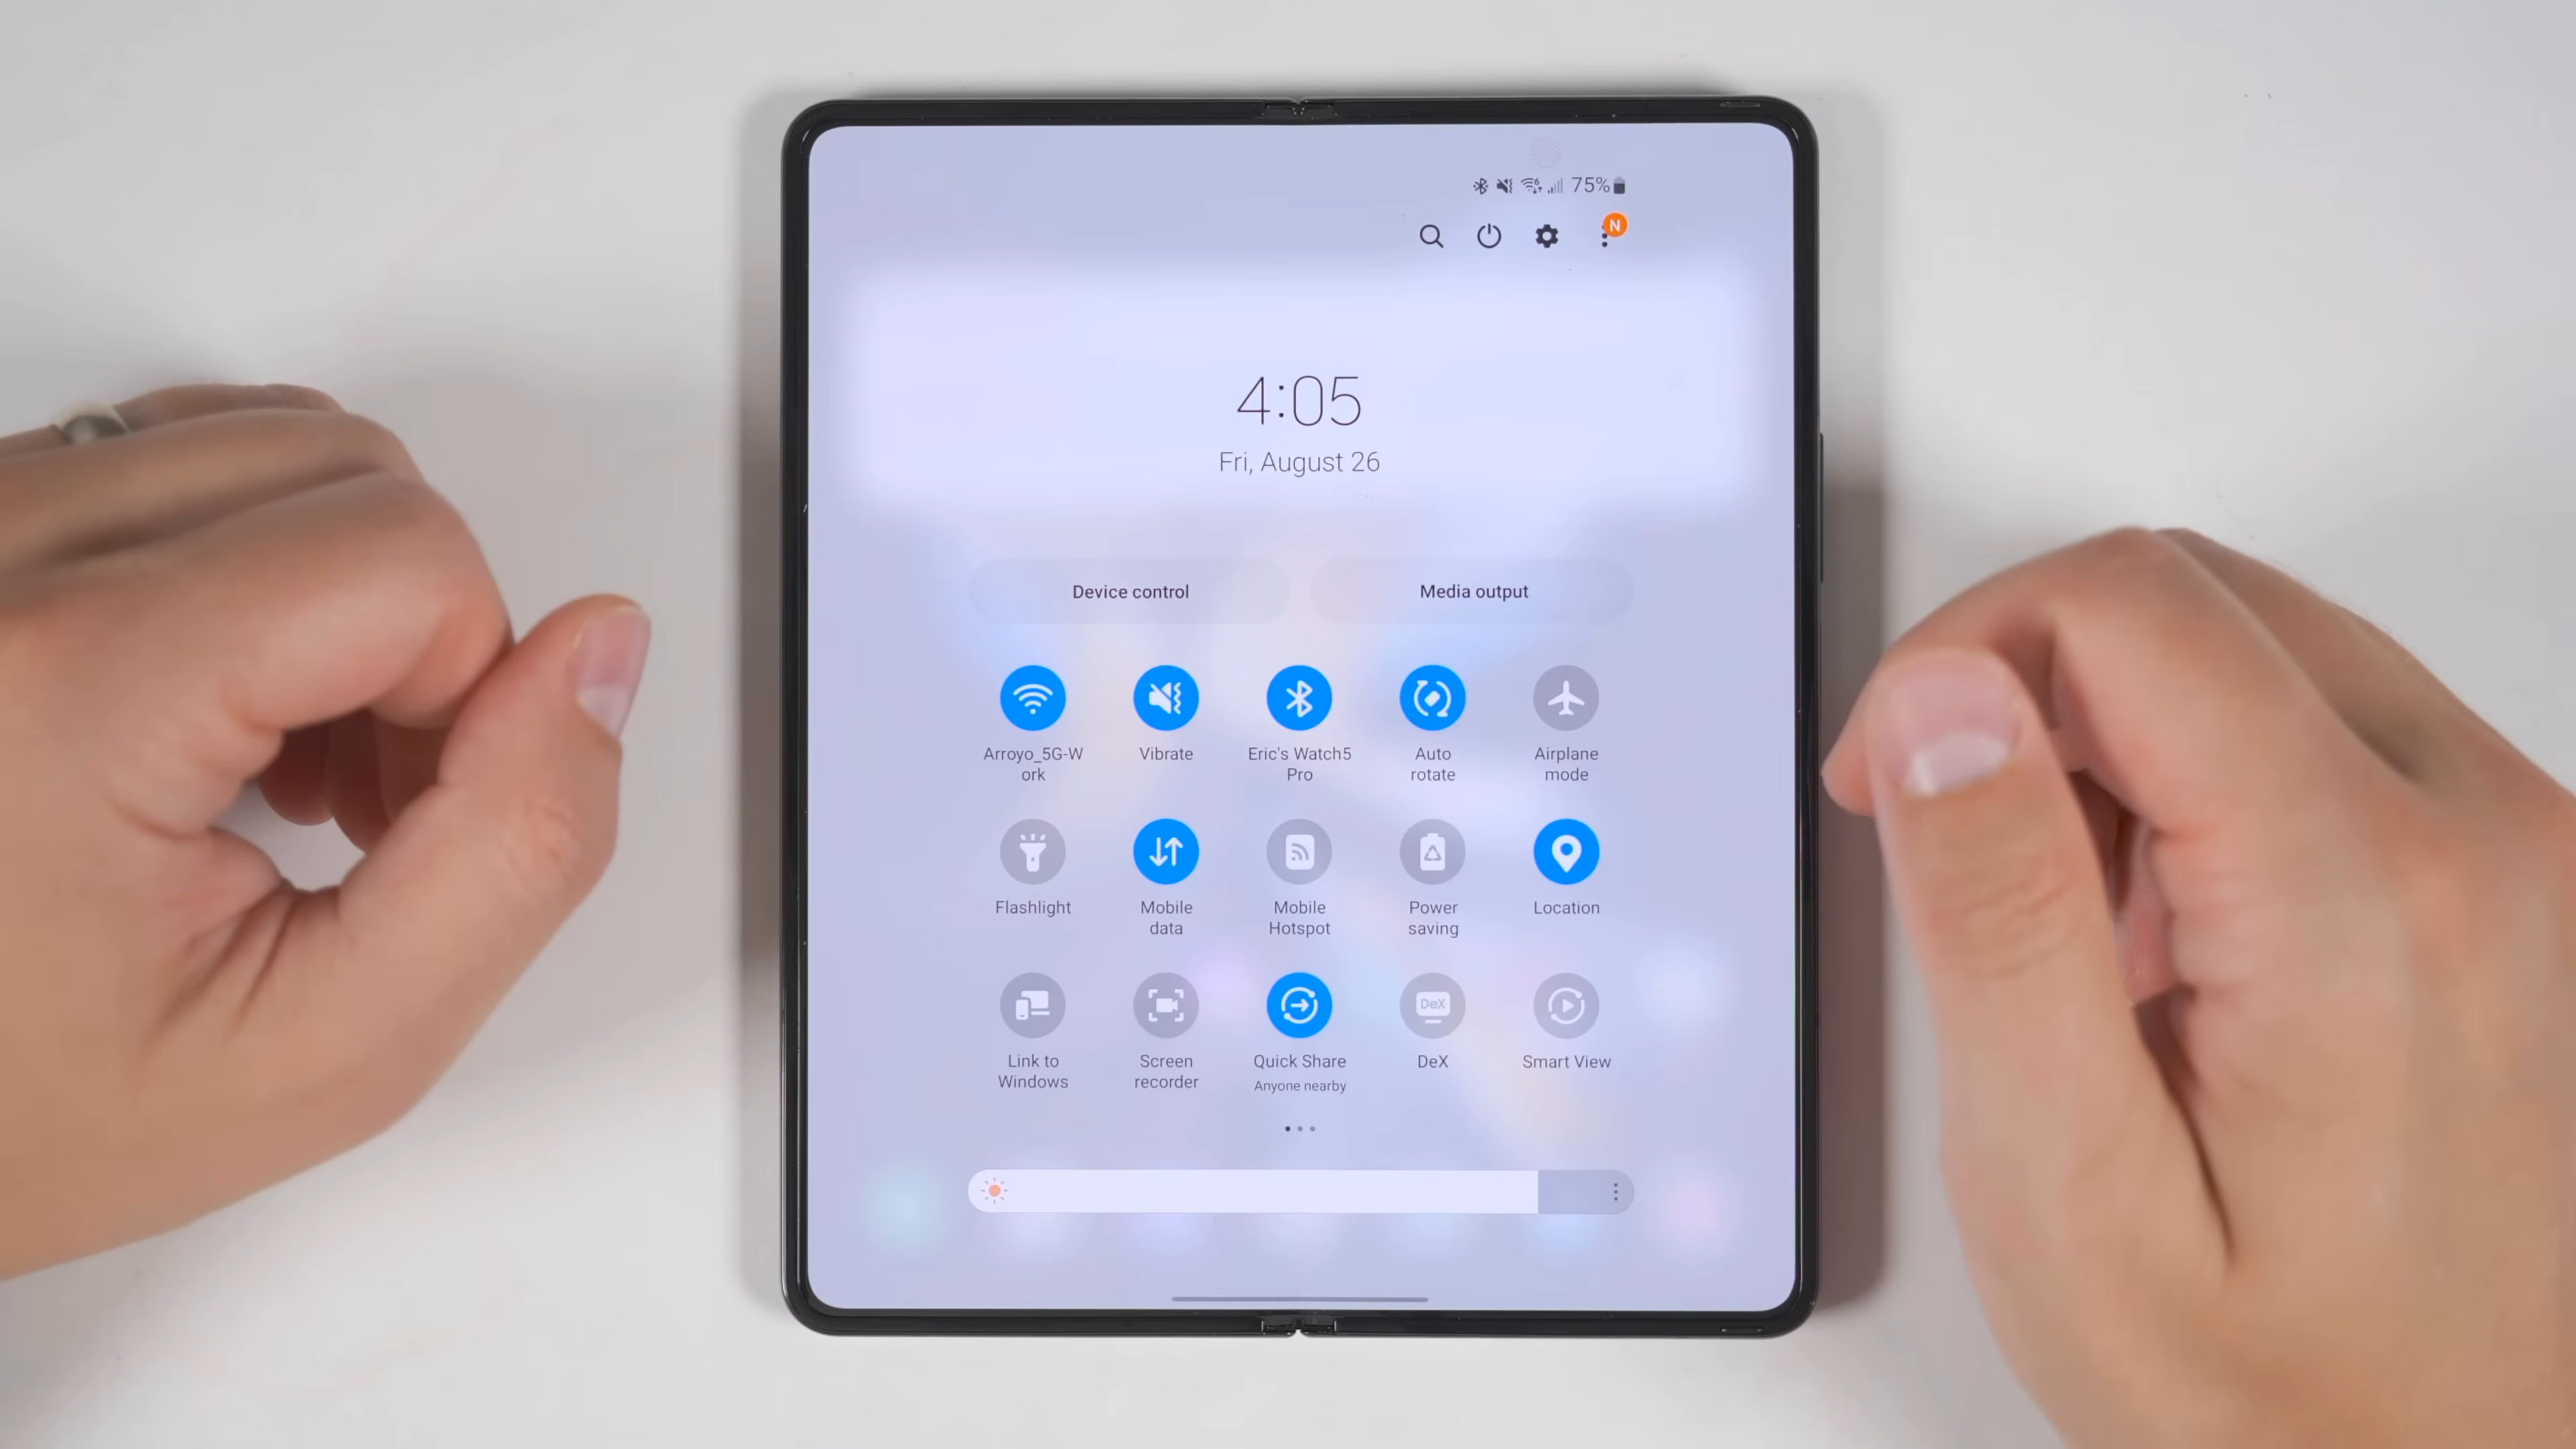 75%
N
4:05
Fri, August 26
Device control Media output
Arroyo_5G-W
ork
Vibrate
Eric's Watch5
Pro
Auto
rotate
Airplane
mode
Flashlight
Mobile
data
Mobile
Hotspot
Power
saving
Location
Link to
Windows
Screen
recorder
Quick Share
Anyone nearby
DeX
DeX
Smart View